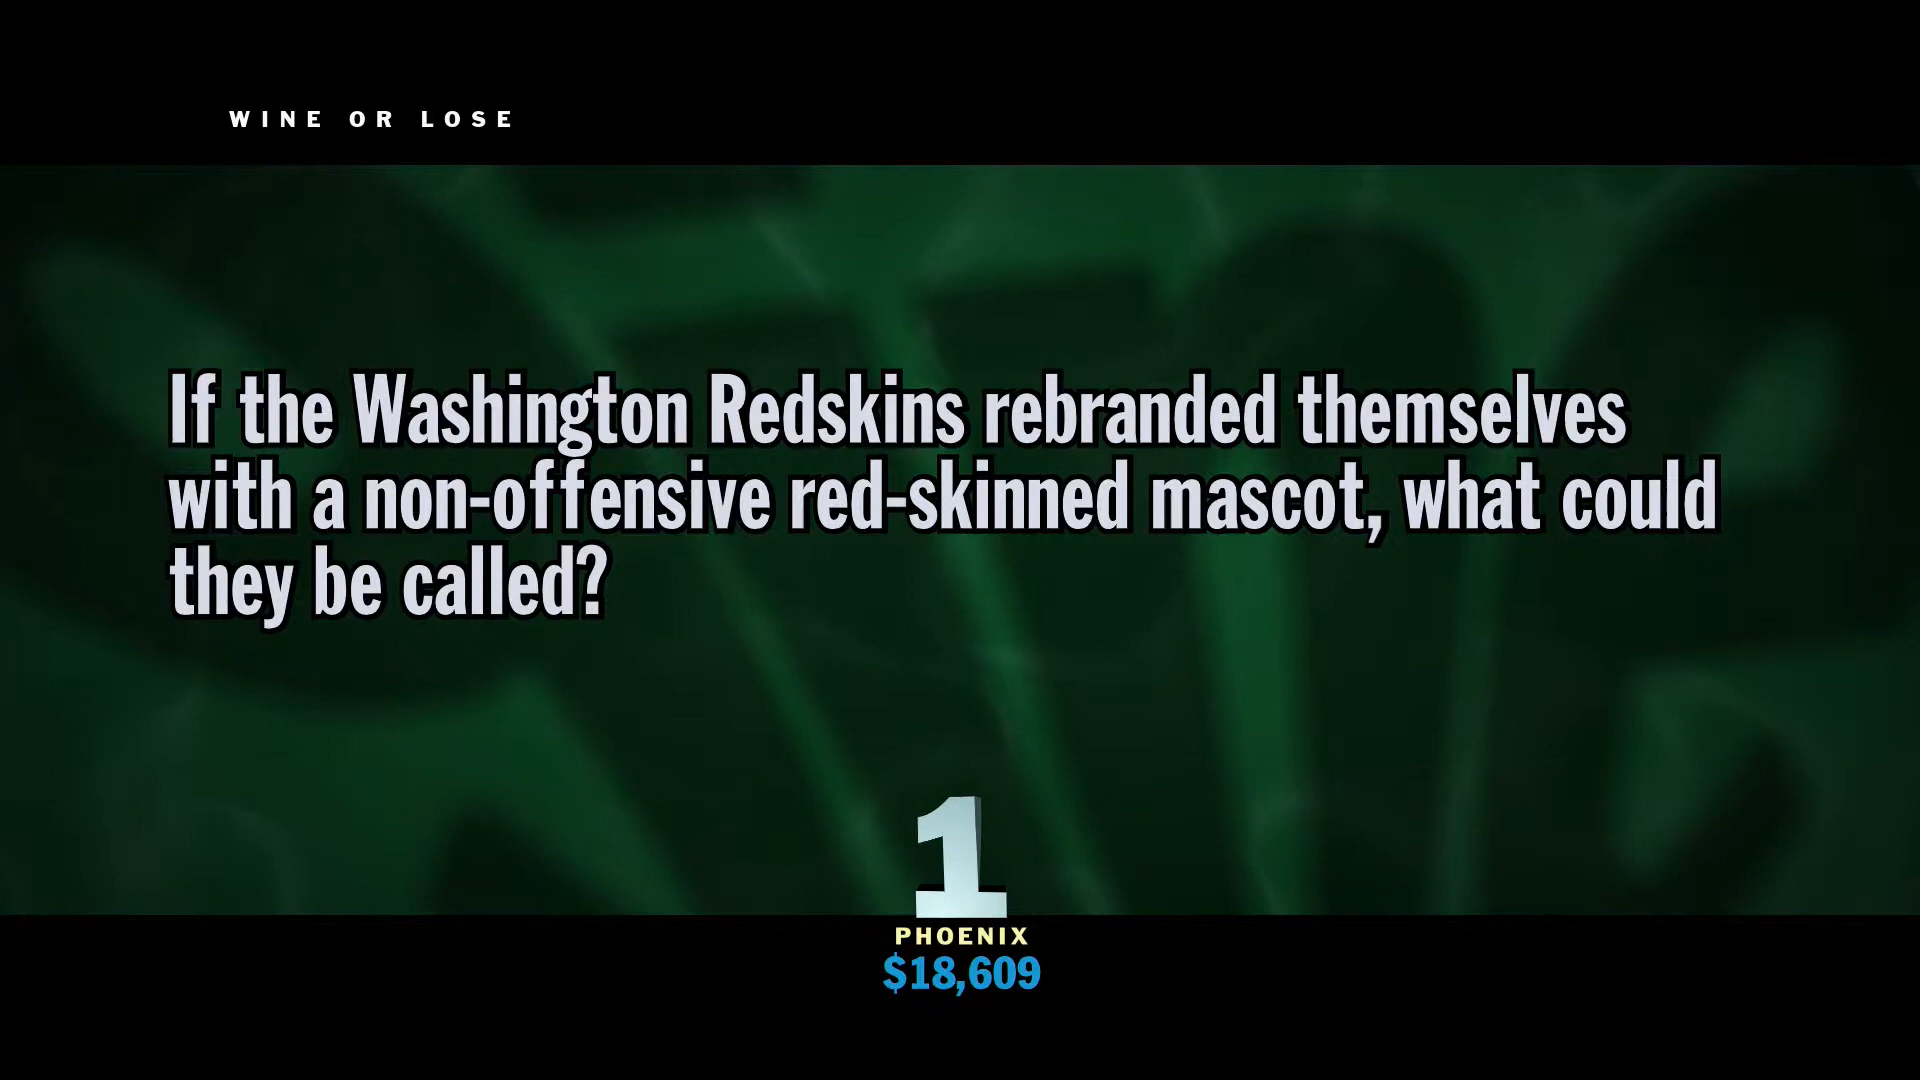 WINE OR LOSE
If the Washington Redskins rebranded themselves
with a non-offensive red-skinned mascot, what could
they be called?
1
PHOENIX
$18,609